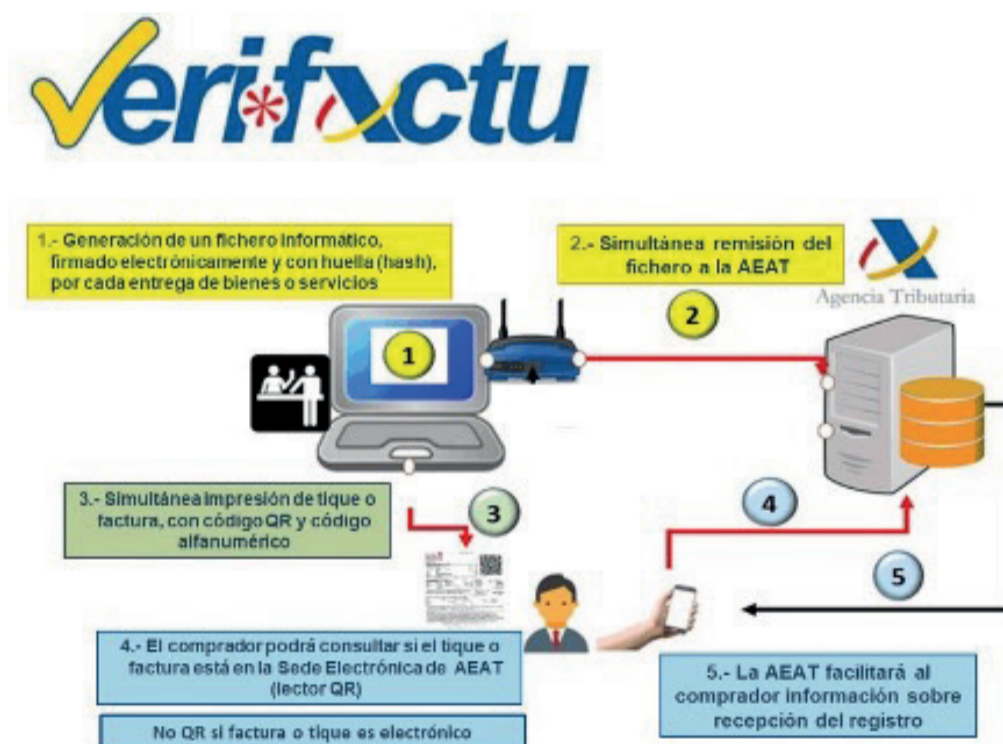 Veri*factu
1.- Generación de un fichero informático,
firmado electrónicamente y con huella (hash),
por cada entrega de bienes o servicios
2.- Simultánea remisión del
fichero a la AEAT
Agencia Tributaria
2
1
3.- Simultánea impresión de tique o
factura, con código QR y código
alfanumérico
3
4
5
4.- El comprador podrá consultar si el tique o
factura está en la Sede Electrónica de AEAT
(lector QR)
5.- La AEAT facilitará al
comprador información sobre
recepción del registro
No QR si factura o tique es electrónico